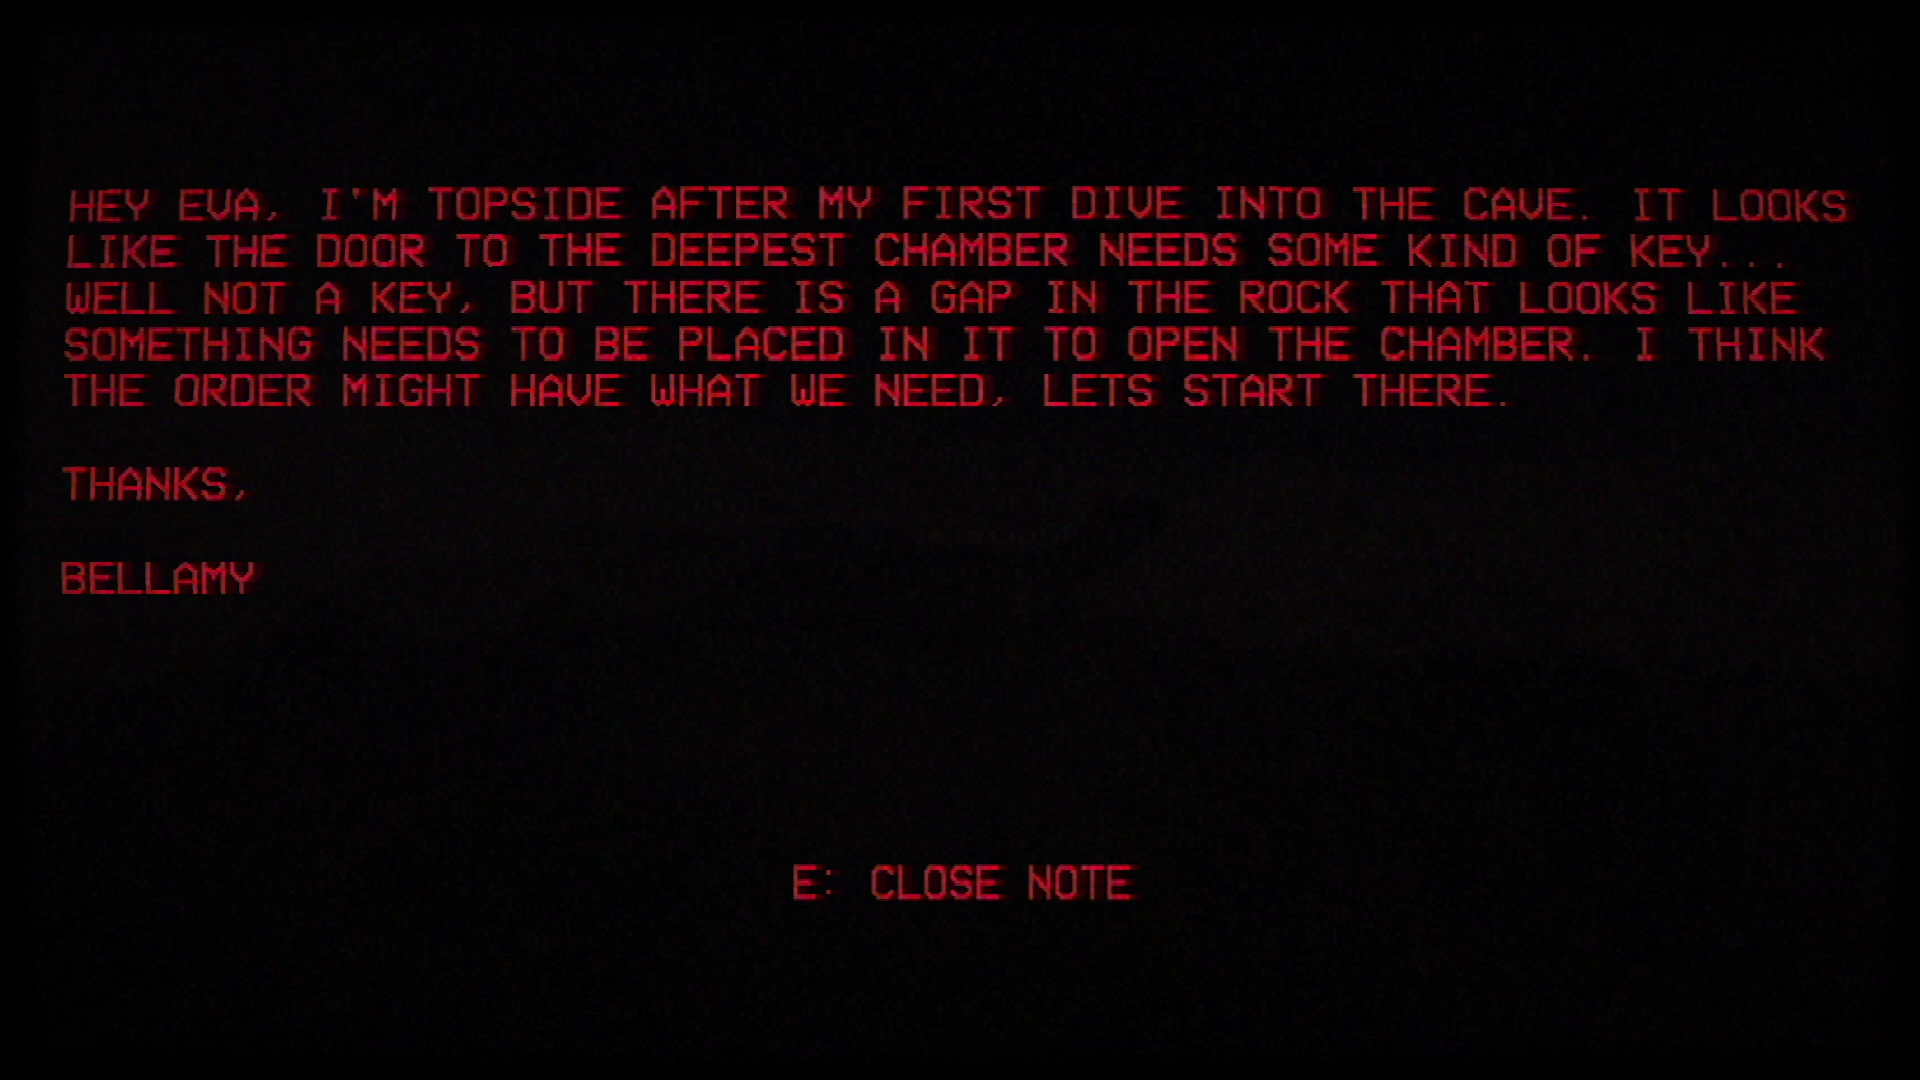 HEY EVA, I'M TOPSIDE AFTER MY FIRST DIVE INTO THE CAVE. IT LOOKS
LIKE THE DOOR TO THE DEEPEST CHAMBER NEEDS SOME KIND OF KEY...
WELL NOT A KEY, BUT THERE IS A GAP IN THE ROCK THAT LOOKS LIKE
SOMETHING NEEDS TO BE PLACED IN IT TO OPEN THE CHAMBER. I THINK
THE ORDER MIGHT HAVE WHAT WE NEED, LETS START THERE.
THANKS,
BELLAMY
E: CLOSE NOTE